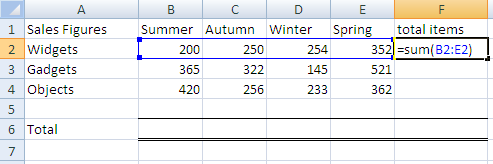 A B C D E F
1 Sales Figures Summer Autumn Winter Spring total items
2 Widgets 200 250 254 352 =sum(B2:E2)
3 Gadgets 365 322 145 521
4 Objects 420 256 233 362
5
6 Total
7